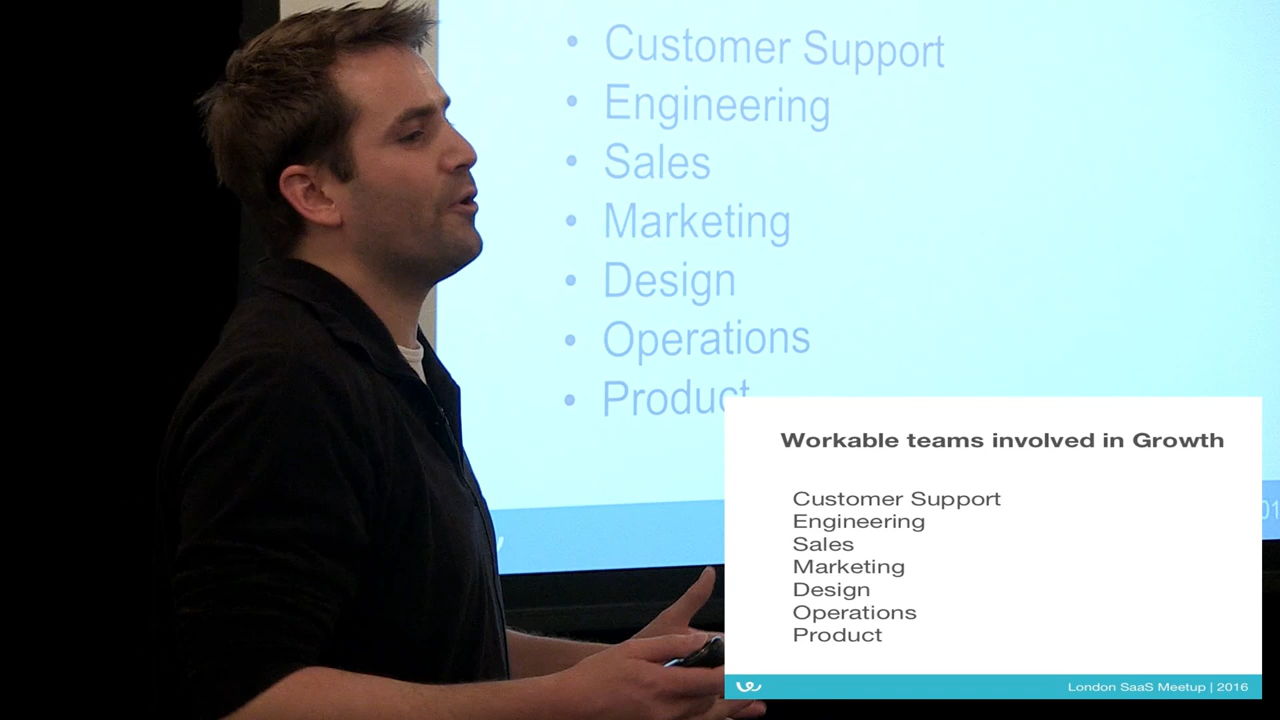 Customer Support
Engineering
Sales
Marketing
Design
Operations
Product
Workable teams involved in Growth
Customer Support
Engineering
Sales
Marketing
Design
Operations
Product
London SaaS Meetup | 2016